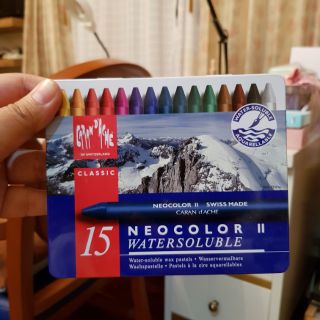 CARAN D'ACHE
OF SWITZERLAND
CLASSIC
WATER-SOLUBLE
AQUARELLABLE
NEOCOLOR II SWISS MADE
CARAN d'ACHE
15 NEOCOLOR II
WATERSOLUBLE
Water-soluble wax pastels - Wasservermalbare
Wachspastelle - Pastels à la cire aquarellables